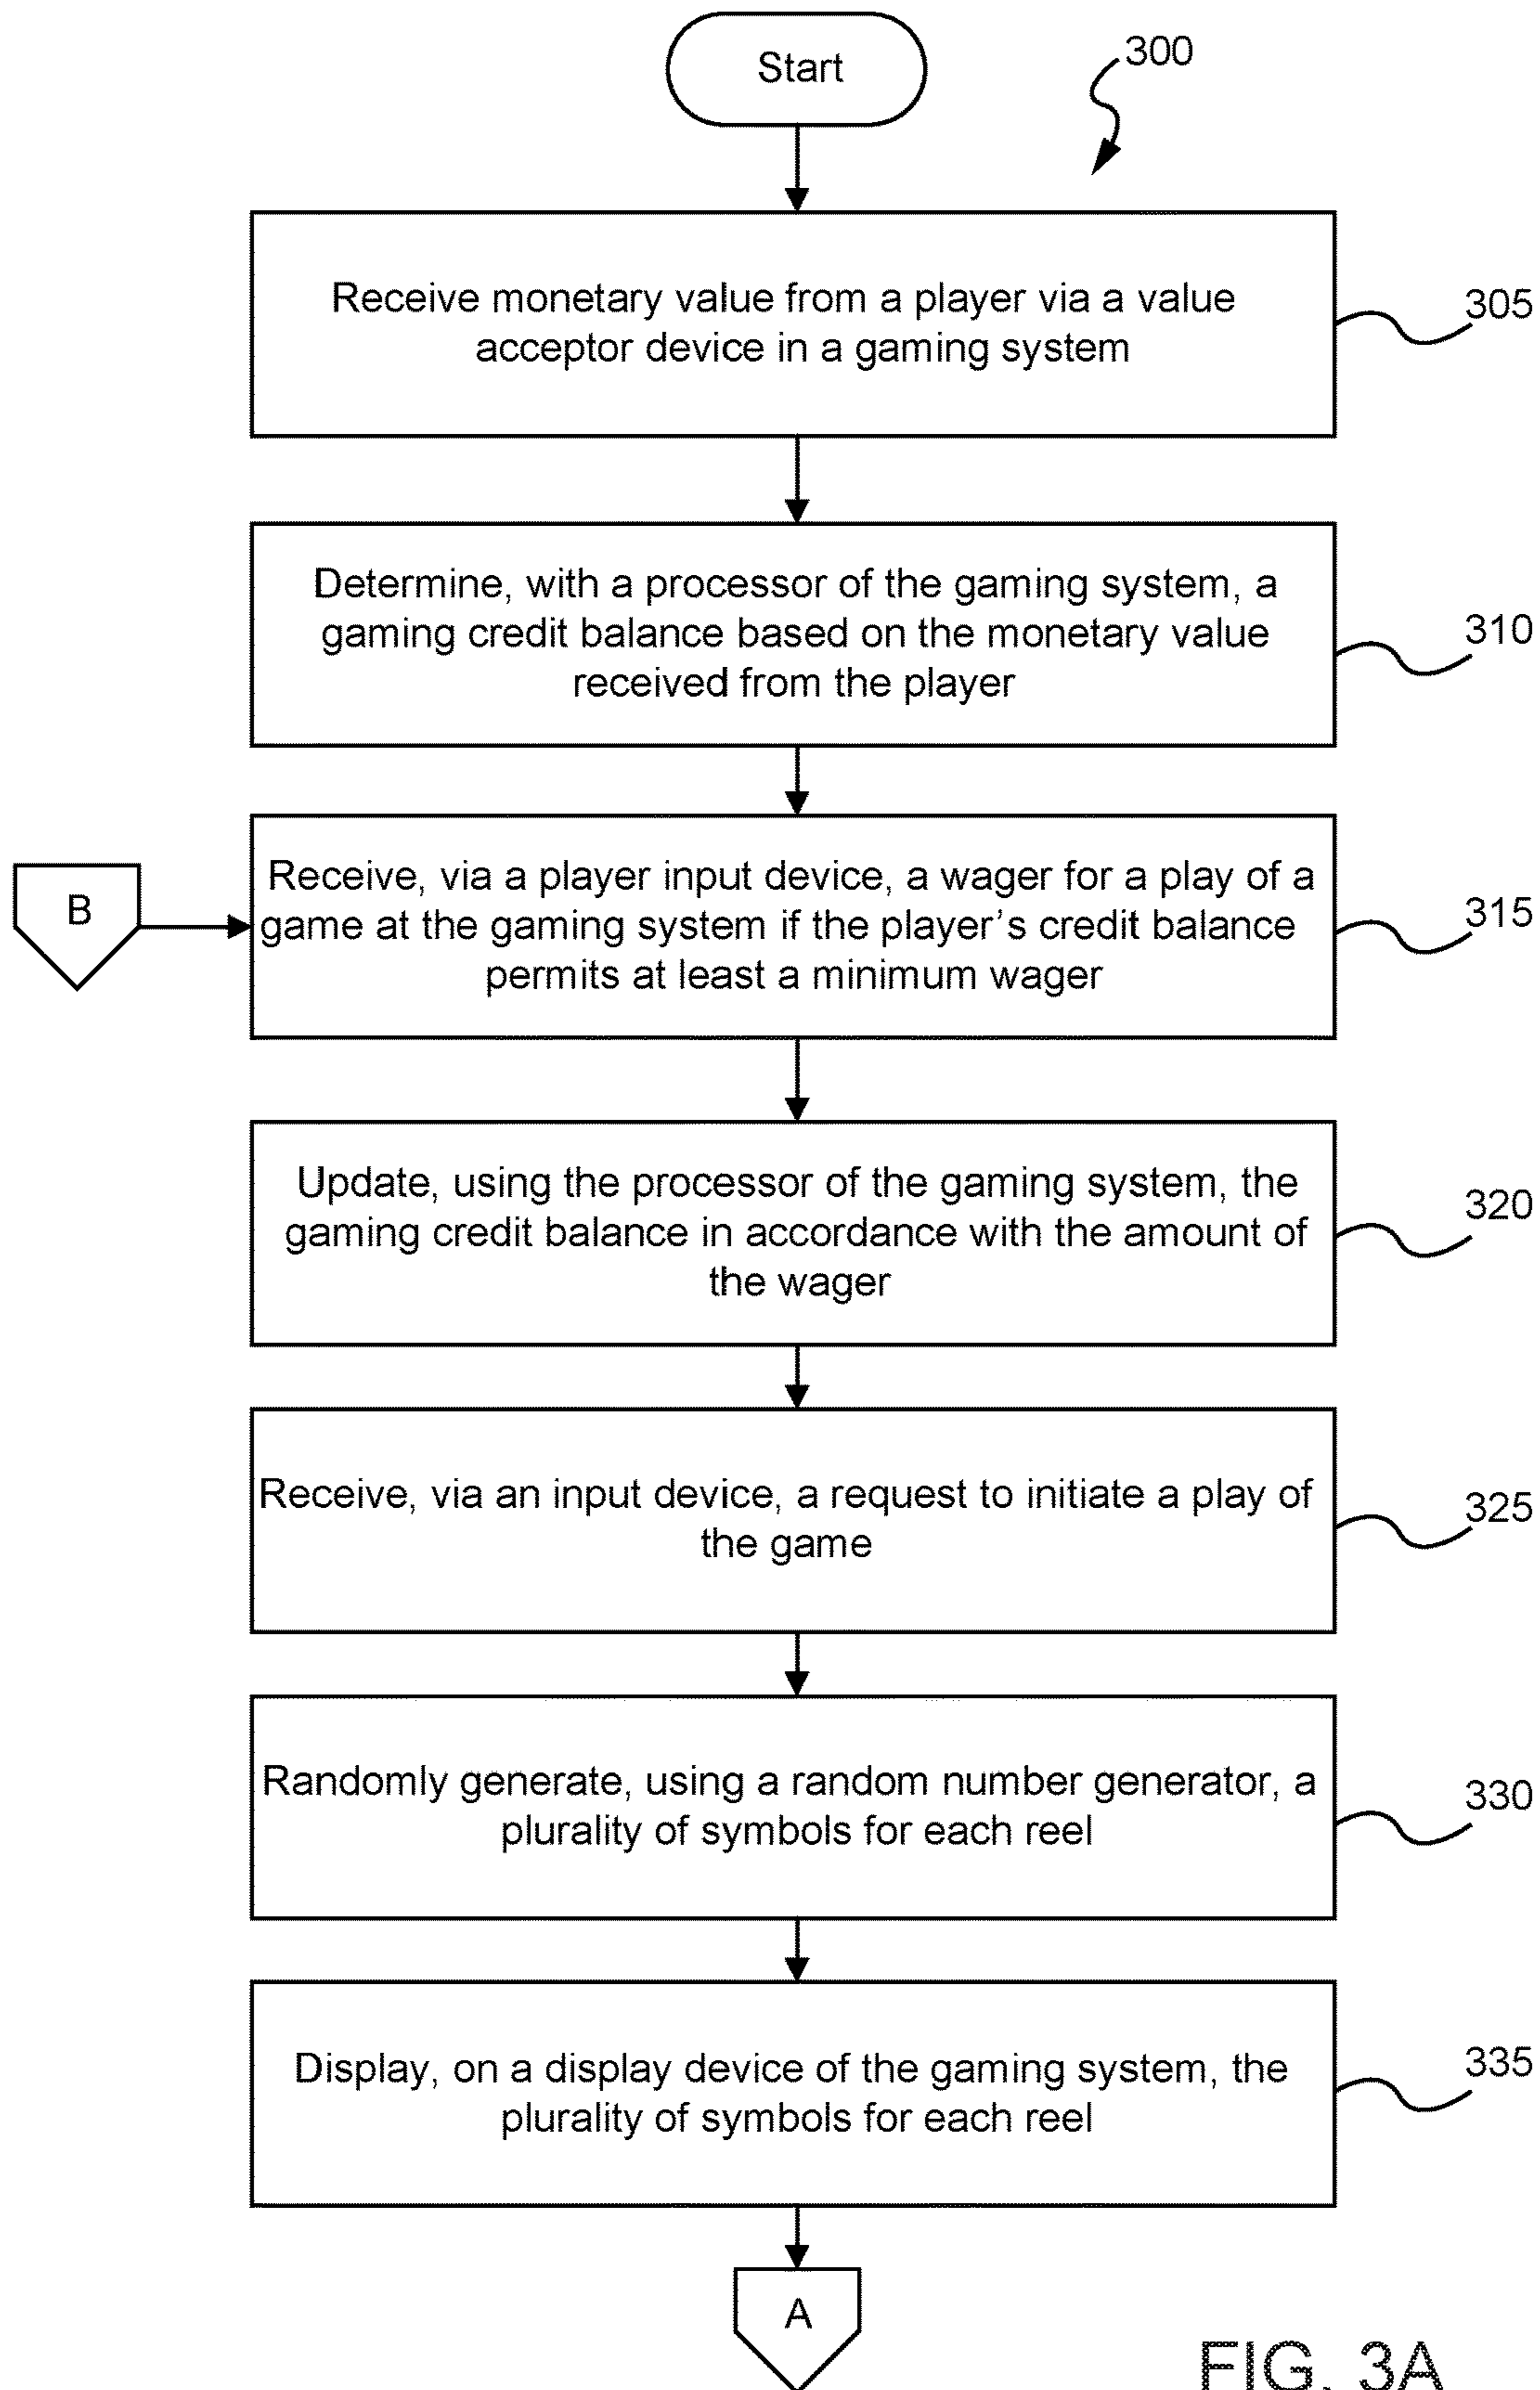 Start
300
Receive monetary value from a player via a value
acceptor device in a gaming system
305
Determine, with a processor of the gaming system, a
gaming credit balance based on the monetary value
received from the player
310
B
Receive, via a player input device, a wager for a play of a
game at the gaming system if the player’s credit balance
permits at least a minimum wager
315
Update, using the processor of the gaming system, the
gaming credit balance in accordance with the amount of
the wager
320
Receive, via an input device, a request to initiate a play of
the game
325
Randomly generate, using a random number generator, a
plurality of symbols for each reel
330
Display, on a display device of the gaming system, the
plurality of symbols for each reel
335
A
FIG. 3A